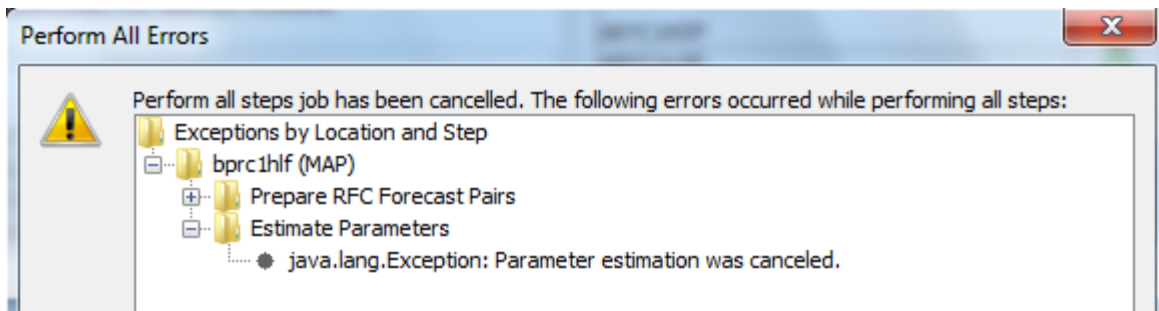 Perform All Errors
Perform all steps job has been cancelled. The following errors occurred while performing all steps:
Exceptions by Location and Step
bprc1hlf (MAP)
Prepare RFC Forecast Pairs
Estimate Parameters
java.lang.Exception: Parameter estimation was canceled.